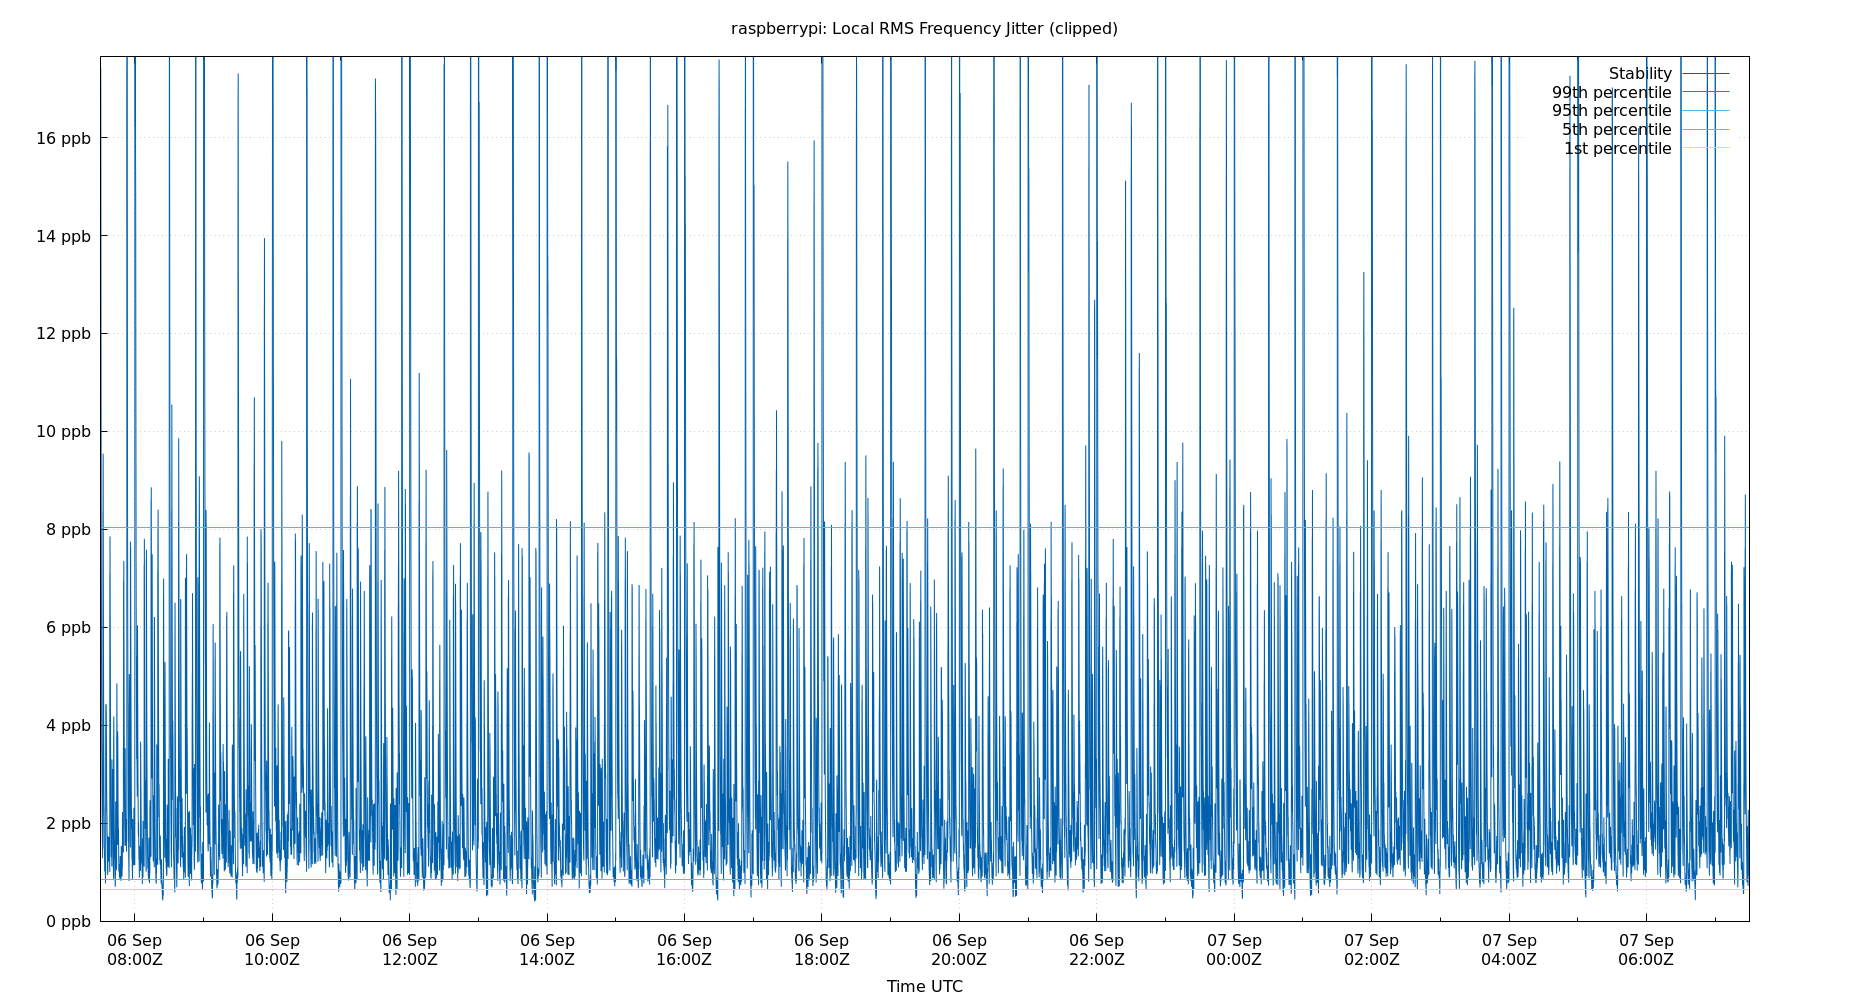 raspberrypi: Local RMS Frequency Jitter (clipped)
Stability
99th percentile
95th percentile
5th percentile
1st percentile
16 ppb
14 ppb
12 ppb
10 ppb
8 ppb
6 ppb
4 ppb
2 ppb
0 ppb
06 Sep 06 Sep 06 Sep 06 Sep 06 Sep 06 Sep 06 Sep 06 Sep 07 Sep 07 Sep 07 Sep 07 Sep
08:00Z 10:00Z 12:00Z 14:00Z 16:00Z 18:00Z 20:00Z 22:00Z 00:00Z 02:00Z 04:00Z 06:00Z
Time UTC